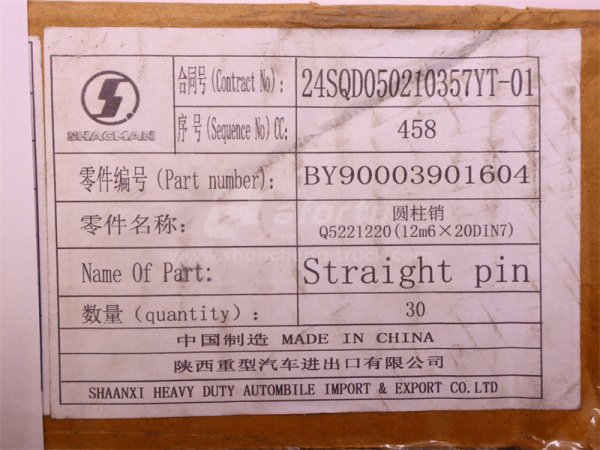 SHACMAN
合同号(Contract No): 24SQD050210357YT-01
序号(Sequence No)CC: 458
零件编号(Part number): BY90003901604
零件名称: 圆柱销
Q5221220(12m6×20DIN7)
Name Of Part: Straight pin
数量(quantity): 30
中国制造 MADE IN CHINA
陕西重型汽车进出口有限公司
SHAANXI HEAVY DUTY AUTOMBILE IMPORT & EXPORT CO.LTD